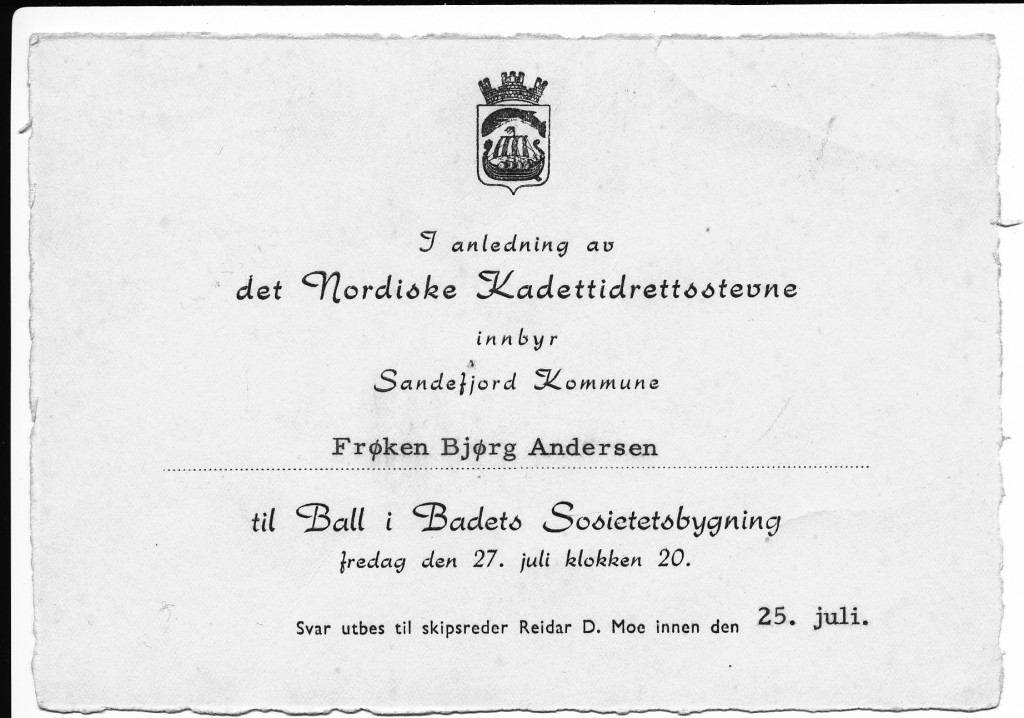 I anledning av
det Nordiske Kadettidrettsstevne
innbyr
Sandefjord Kommune
Frøken Bjørg Andersen
til Ball i Badets Sosietetsbygning
fredag den 27. juli klokken 20.
Svar utbes til skipsreder Reidar D. Moe innen den 25. juli.